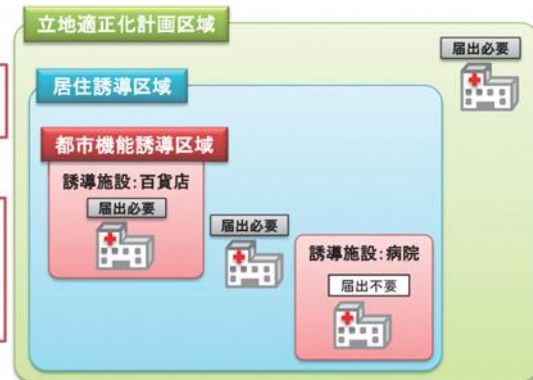 立地適正化計画区域
届出必要
居住誘導区域
都市機能誘導区域
誘導施設:百貨店
届出必要
届出必要
誘導施設:病院
届出不要